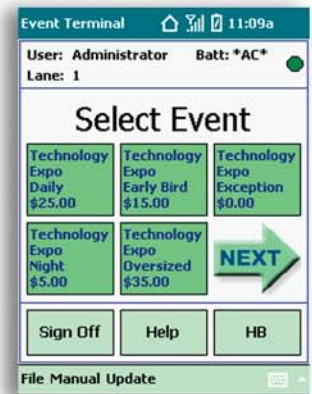 Event Terminal 11:09a
User: Administrator Batt: *AC*
Lane: 1
Select Event
Technology
Expo
Daily
$25.00
Technology
Expo
Early Bird
$15.00
Technology
Expo
Exception
$0.00
Technology
Expo
Night
$5.00
Technology
Expo
Oversized
$35.00
NEXT
Sign Off Help HB
File Manual Update